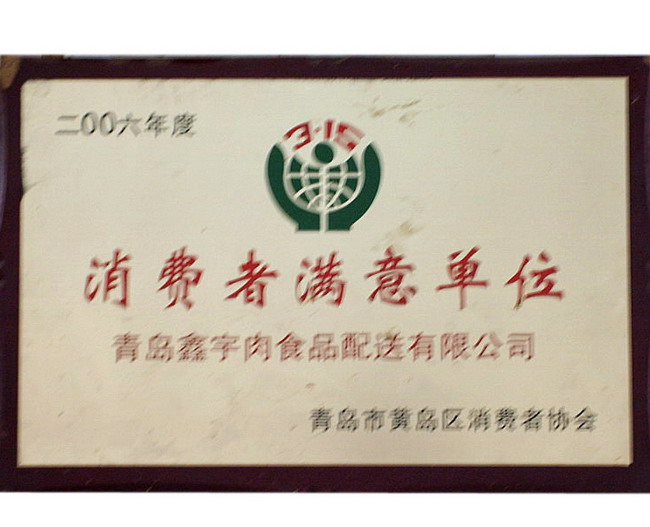 二00六年度
3·15
消费者满意单位
青岛鑫宇肉食品配送有限公司
青岛市黄岛区消费者协会